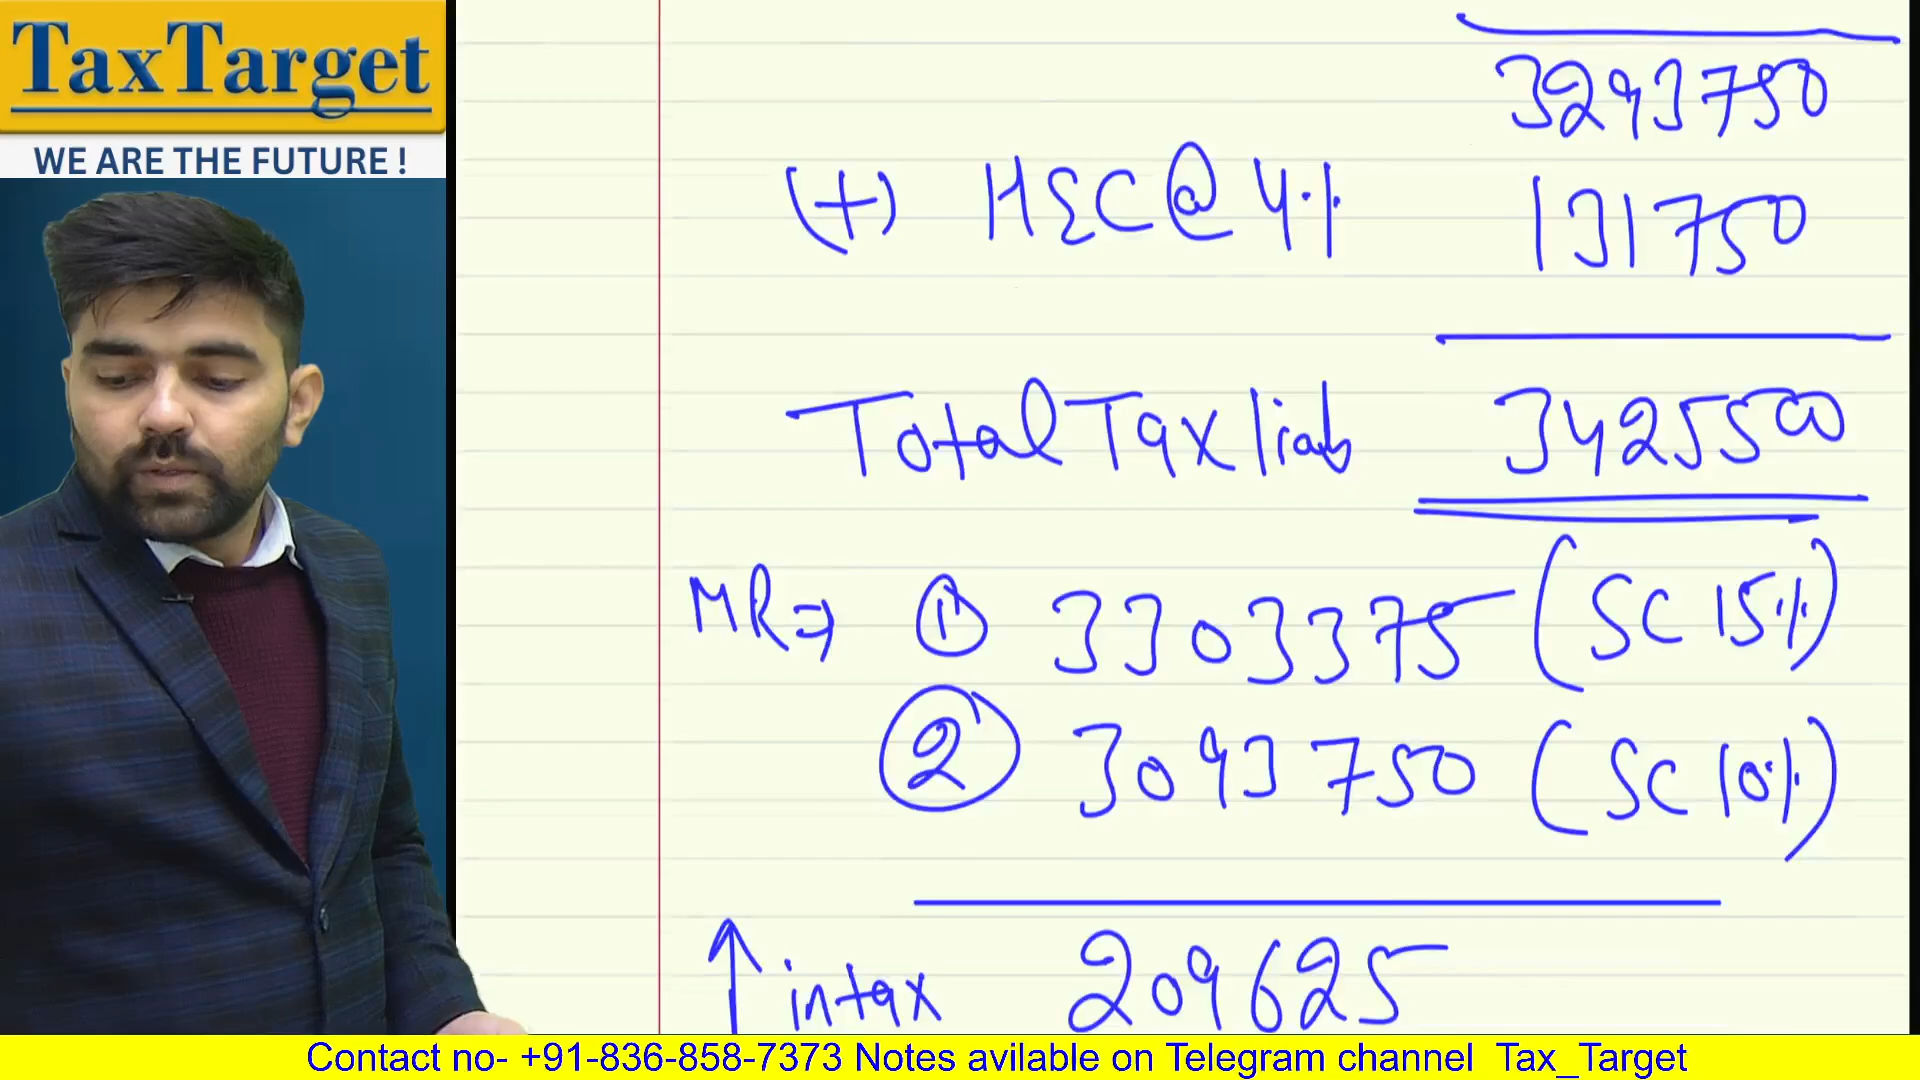 TaxTarget
WE ARE THE FUTURE !
3293750
(+) H&EC @ 4% 131750
Total Tax liab 3425500
MR⇒ ① 3303375 (SC 15%)
② 3093750 (SC 10%)
↑ in tax 209625
Contact no- +91-836-858-7373 Notes avilable on Telegram channel Tax_Target